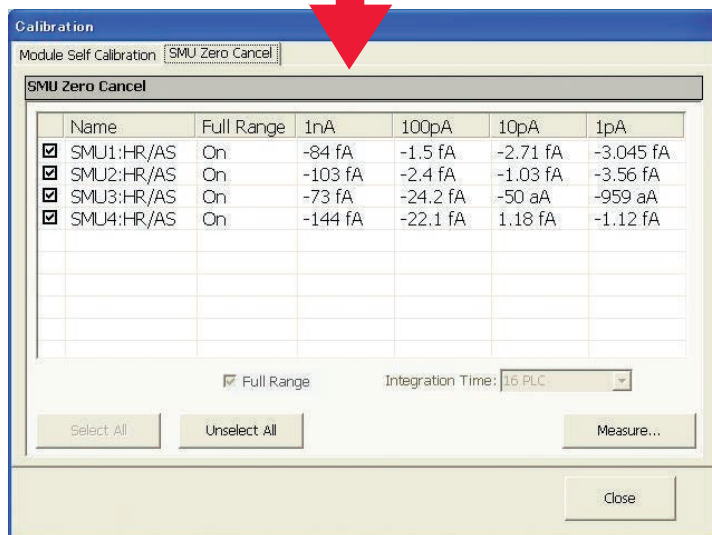 Calibration
Module Self Calibration SMU Zero Cancel
SMU Zero Cancel
Name Full Range 1nA 100pA 10pA 1pA
SMU1:HR/AS On -84 fA -1.5 fA -2.71 fA -3.045 fA
SMU2:HR/AS On -103 fA -2.4 fA -1.03 fA -3.56 fA
SMU3:HR/AS On -73 fA -24.2 fA -50 aA -959 aA
SMU4:HR/AS On -144 fA -22.1 fA 1.18 fA -1.12 fA
Full Range Integration Time: 16 PLC
Select All Unselect All Measure...
Close